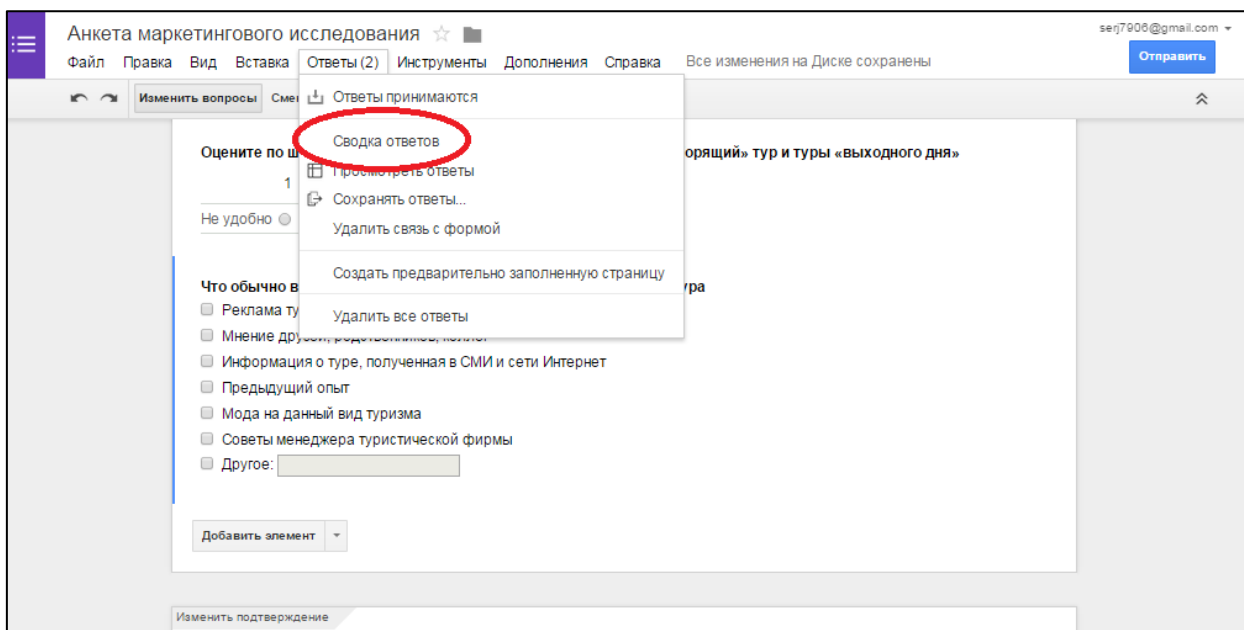 Анкета маркетингового исследования
serj7906@gmail.com
Файл Правка Вид Вставка Ответы (2) Инструменты Дополнения Справка Все изменения на Диске сохранены
Отправить
Изменить вопросы
Ответы принимаются
Сводка ответов
Оцените по орящий» тур и туры «выходного дня»
Просмотреть ответы
1
Сохранять ответы...
Не удобно
Удалить связь с формой
Создать предварительно заполненную страницу
Что обычно
Реклама
Удалить все ответы
Мнение друзей, родственников, коллег
Информация о туре, полученная в СМИ и сети Интернет
Предыдущий опыт
Мода на данный вид туризма
Советы менеджера туристической фирмы
Другое:
Добавить элемент
Изменить подтверждение